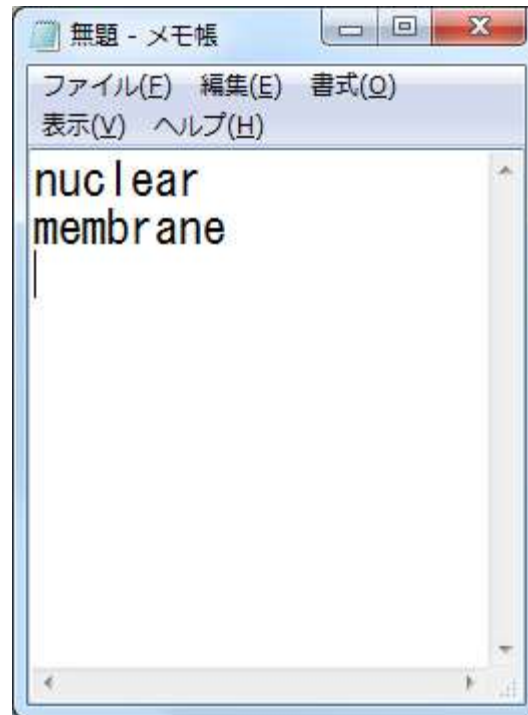 無題 - メモ帳
ファイル(F) 編集(E) 書式(O)
表示(V) ヘルプ(H)
nuclear
membrane